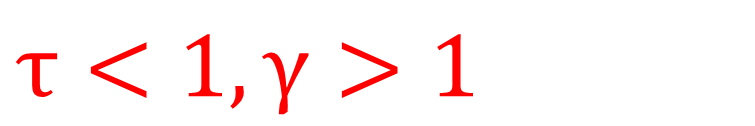 τ < 1, γ > 1